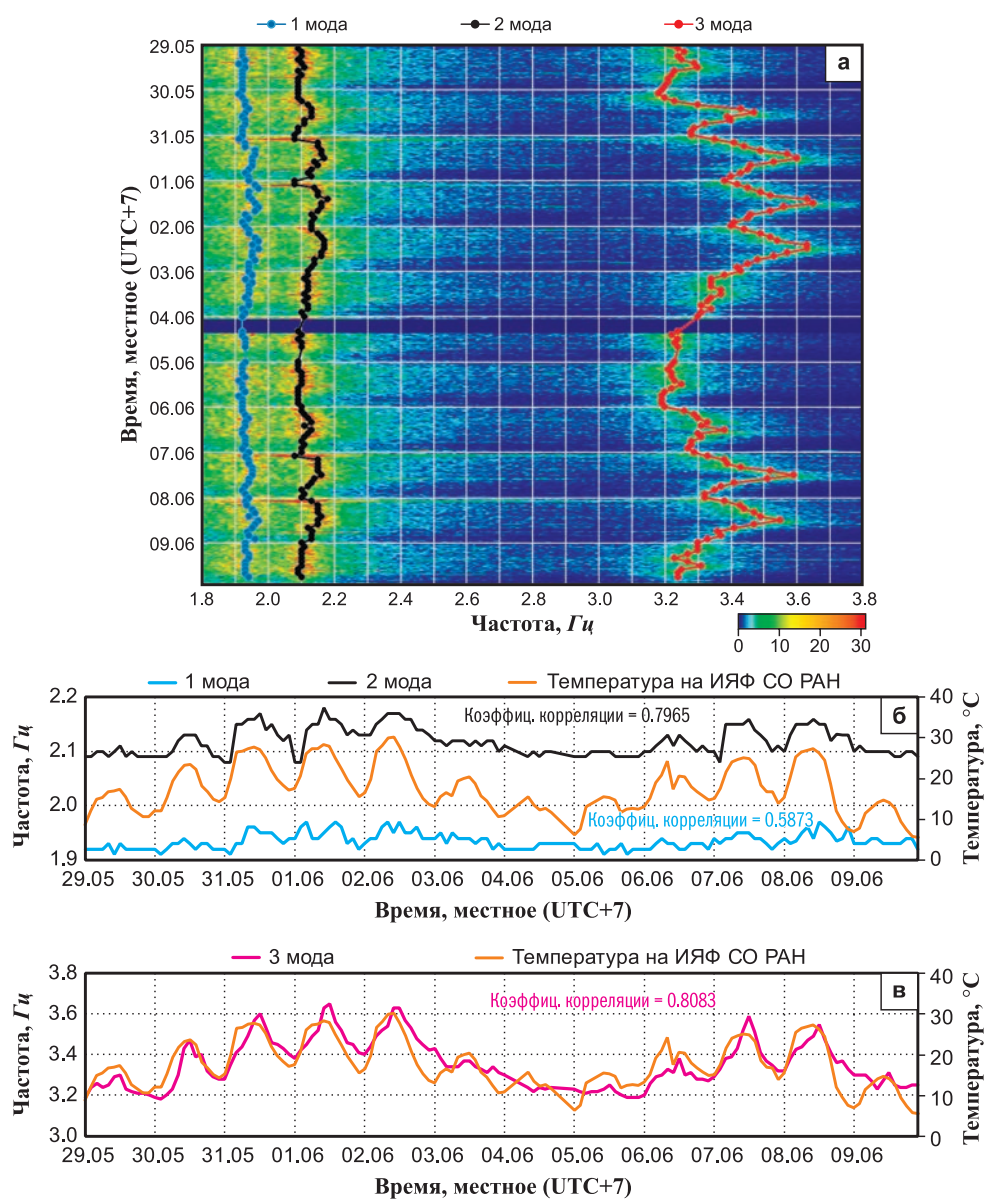 1 мода 2 мода 3 мода
а
29.05
30.05
31.05
01.06
02.06
03.06
04.06
05.06
06.06
07.06
08.06
09.06
Время, местное (UTC+7)
1.8 2.0 2.2 2.4 2.6 2.8 3.0 3.2 3.4 3.6 3.8
Частота, Гц
0 10 20 30
1 мода 2 мода Температура на ИЯФ СО РАН
б
Коэффиц. корреляции = 0.7965
Коэффиц. корреляции = 0.5873
2.2
2.1
2.0
1.9
Частота, Гц
40
30
20
10
0
Температура, °C
29.05 30.05 31.05 01.06 02.06 03.06 04.06 05.06 06.06 07.06 08.06 09.06
Время, местное (UTC+7)
3 мода Температура на ИЯФ СО РАН
в
Коэффиц. корреляции = 0.8083
3.8
3.6
3.4
3.2
3.0
Частота, Гц
40
30
20
10
0
Температура, °C
29.05 30.05 31.05 01.06 02.06 03.06 04.06 05.06 06.06 07.06 08.06 09.06
Время, местное (UTC+7)